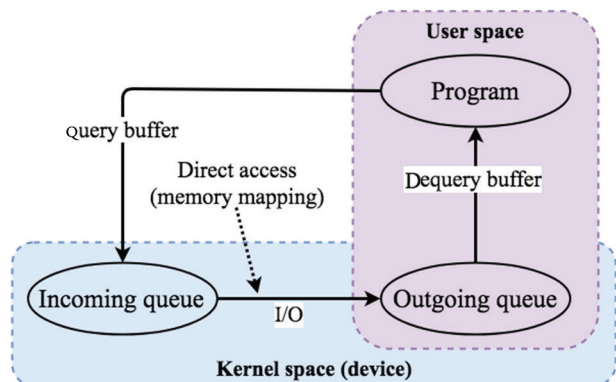 User space
Program
Query buffer
Direct access
(memory mapping)
Dequery buffer
Incoming queue
I/O
Outgoing queue
Kernel space (device)